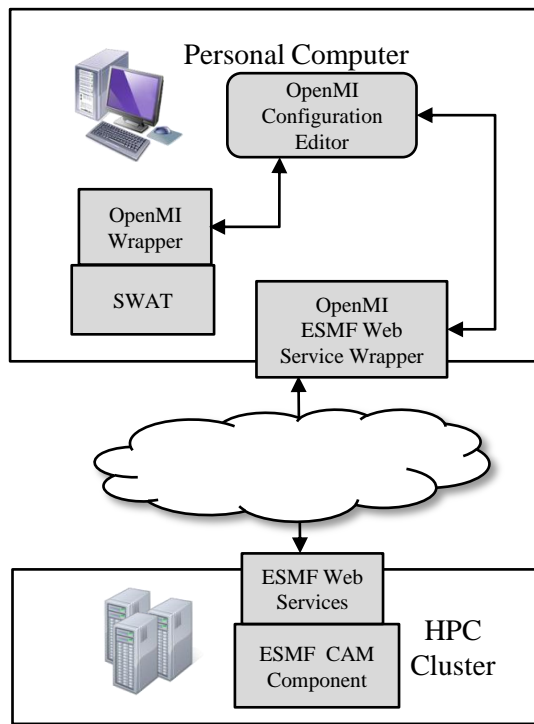 Personal Computer
OpenMI
Configuration
Editor
OpenMI
Wrapper
SWAT
OpenMI
ESMF Web
Service Wrapper
ESMF Web
Services
ESMF CAM
Component
HPC
Cluster